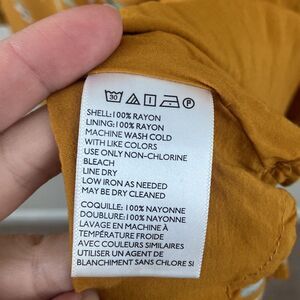 30 P
SHELL:100% RAYON
LINING:100% RAYON
MACHINE WASH COLD
WITH LIKE COLORS
USE ONLY NON-CHLORINE
BLEACH
LINE DRY
LOW IRON AS NEEDED
MAY BE DRY CLEANED
COQUILLE: 100% NAYONNE
DOUBLURE: 100% NAYONNE
LAVAGE EN MACHINE À
TEMPÉRATURE FROIDE
AVEC COULEURS SIMILAIRES
UTILISER UN AGENT DE
BLANCHIMENT SANS CHLORE SI